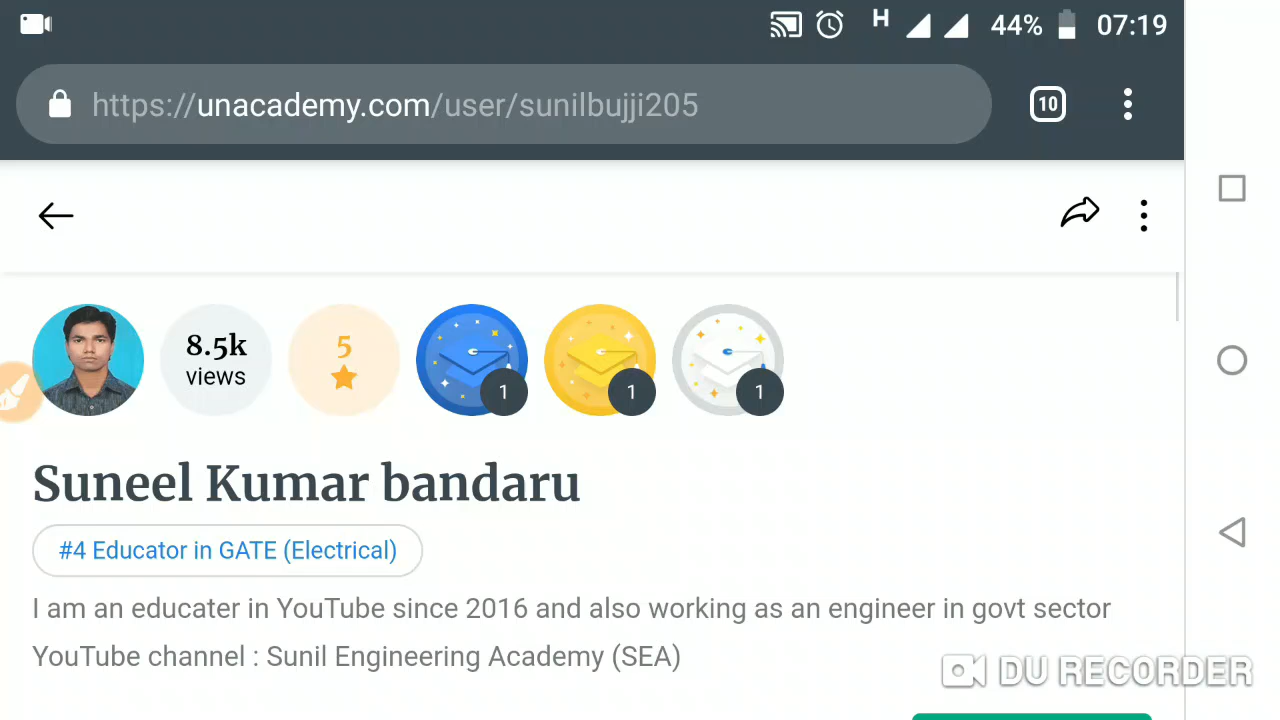 H 44% 07:19
https://unacademy.com/user/sunilbujji205
10
8.5k
views
5
1
1
1
Suneel Kumar bandaru
#4 Educator in GATE (Electrical)
I am an educater in YouTube since 2016 and also working as an engineer in govt sector
YouTube channel : Sunil Engineering Academy (SEA)
DU RECORDER